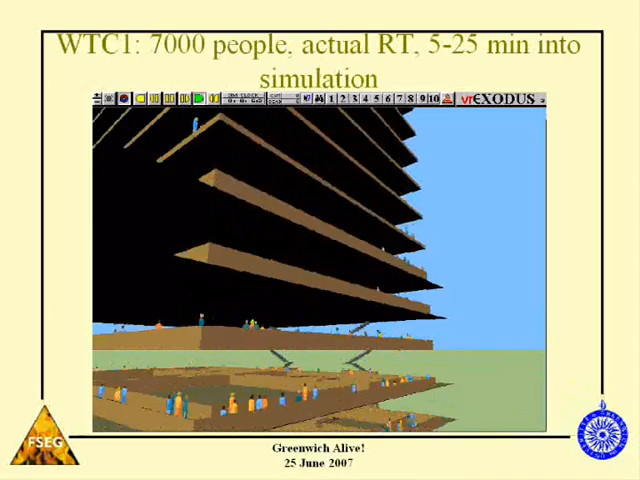 WTC1: 7000 people, actual RT, 5-25 min into
simulation
1 2 3 4 5 6 7 8 9 10 vrEXODUS
FSEG
Greenwich Alive!
25 June 2007